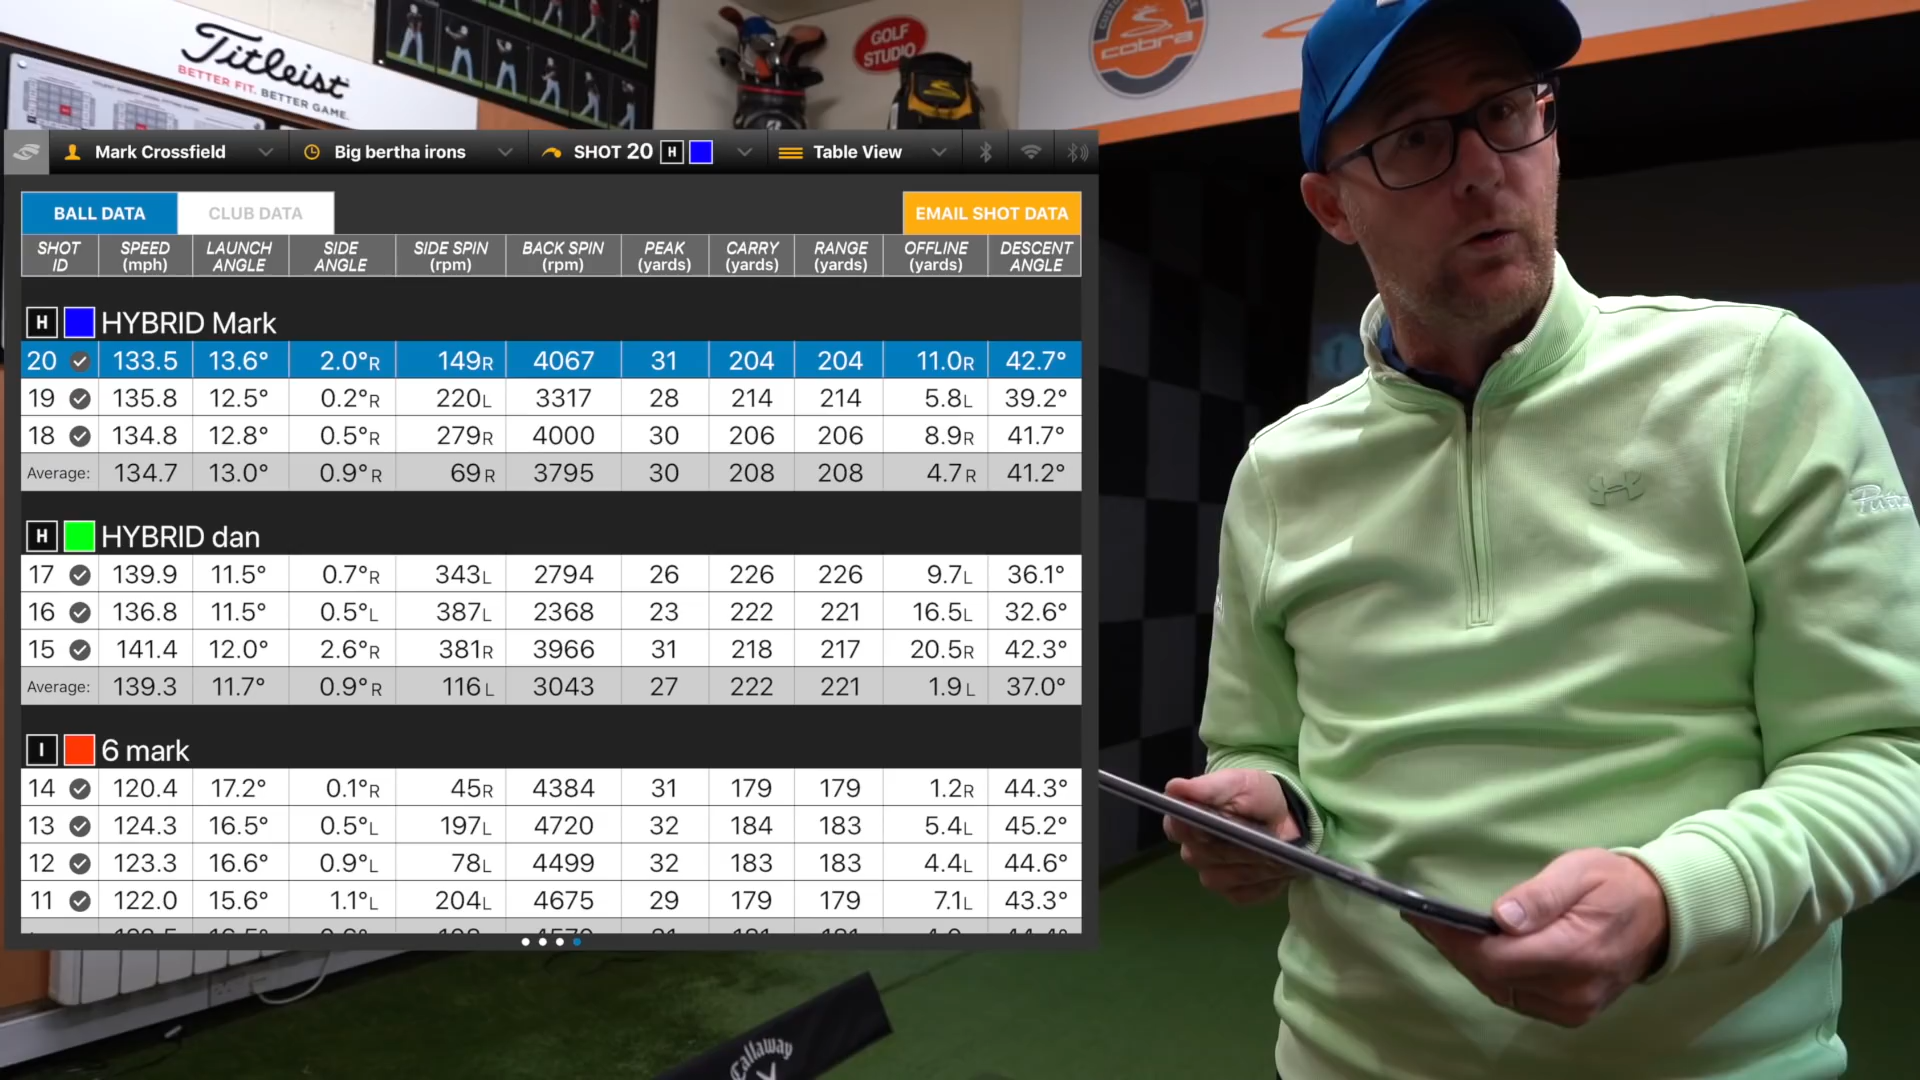 Titleist
BETTER FIT. BETTER GAME.
GOLF
STUDIO
cobra
Mark Crossfield
Big bertha irons
SHOT 20 H
Table View
BALL DATA
CLUB DATA
EMAIL SHOT DATA
SHOT ID SPEED (mph) LAUNCH ANGLE SIDE ANGLE SIDE SPIN (rpm) BACK SPIN (rpm) PEAK (yards) CARRY (yards) RANGE (yards) OFFLINE (yards) DESCENT ANGLE
H HYBRID Mark
20 133.5 13.6° 2.0°R 149R 4067 31 204 204 11.0R 42.7°
19 135.8 12.5° 0.2°R 220L 3317 28 214 214 5.8L 39.2°
18 134.8 12.8° 0.5°R 279R 4000 30 206 206 8.9R 41.7°
Average: 134.7 13.0° 0.9°R 69R 3795 30 208 208 4.7R 41.2°
H HYBRID dan
17 139.9 11.5° 0.7°R 343L 2794 26 226 226 9.7L 36.1°
16 136.8 11.5° 0.5°L 387L 2368 23 222 221 16.5L 32.6°
15 141.4 12.0° 2.6°R 381R 3966 31 218 217 20.5R 42.3°
Average: 139.3 11.7° 0.9°R 116L 3043 27 222 221 1.9L 37.0°
I 6 mark
14 120.4 17.2° 0.1°R 45R 4384 31 179 179 1.2R 44.3°
13 124.3 16.5° 0.5°L 197L 4720 32 184 183 5.4L 45.2°
12 123.3 16.6° 0.9°L 78L 4499 32 183 183 4.4L 44.6°
11 122.0 15.6° 1.1°L 204L 4675 29 179 179 7.1L 43.3°
Callaway